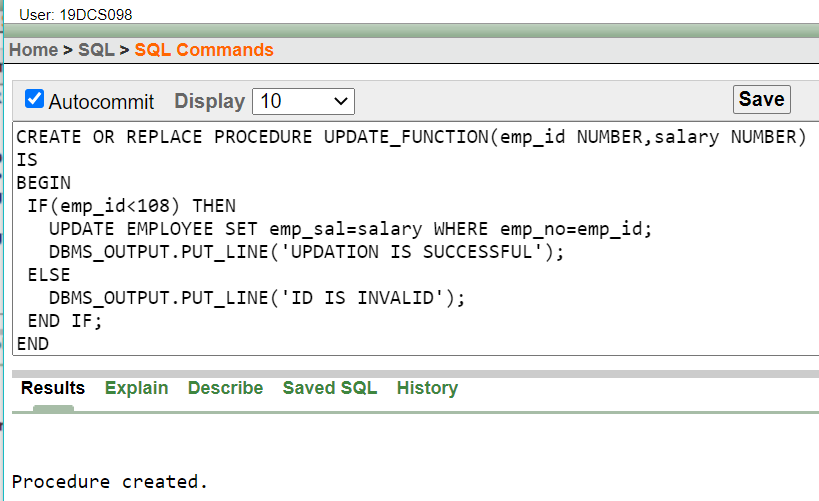 User: 19DCS098
Home > SQL > SQL Commands
Autocommit Display 10 Save
CREATE OR REPLACE PROCEDURE UPDATE_FUNCTION(emp_id NUMBER,salary NUMBER)
IS
BEGIN
IF(emp_id<108) THEN
UPDATE EMPLOYEE SET emp_sal=salary WHERE emp_no=emp_id;
DBMS_OUTPUT.PUT_LINE('UPDATION IS SUCCESSFUL');
ELSE
DBMS_OUTPUT.PUT_LINE('ID IS INVALID');
END IF;
END
Results Explain Describe Saved SQL History
Procedure created.